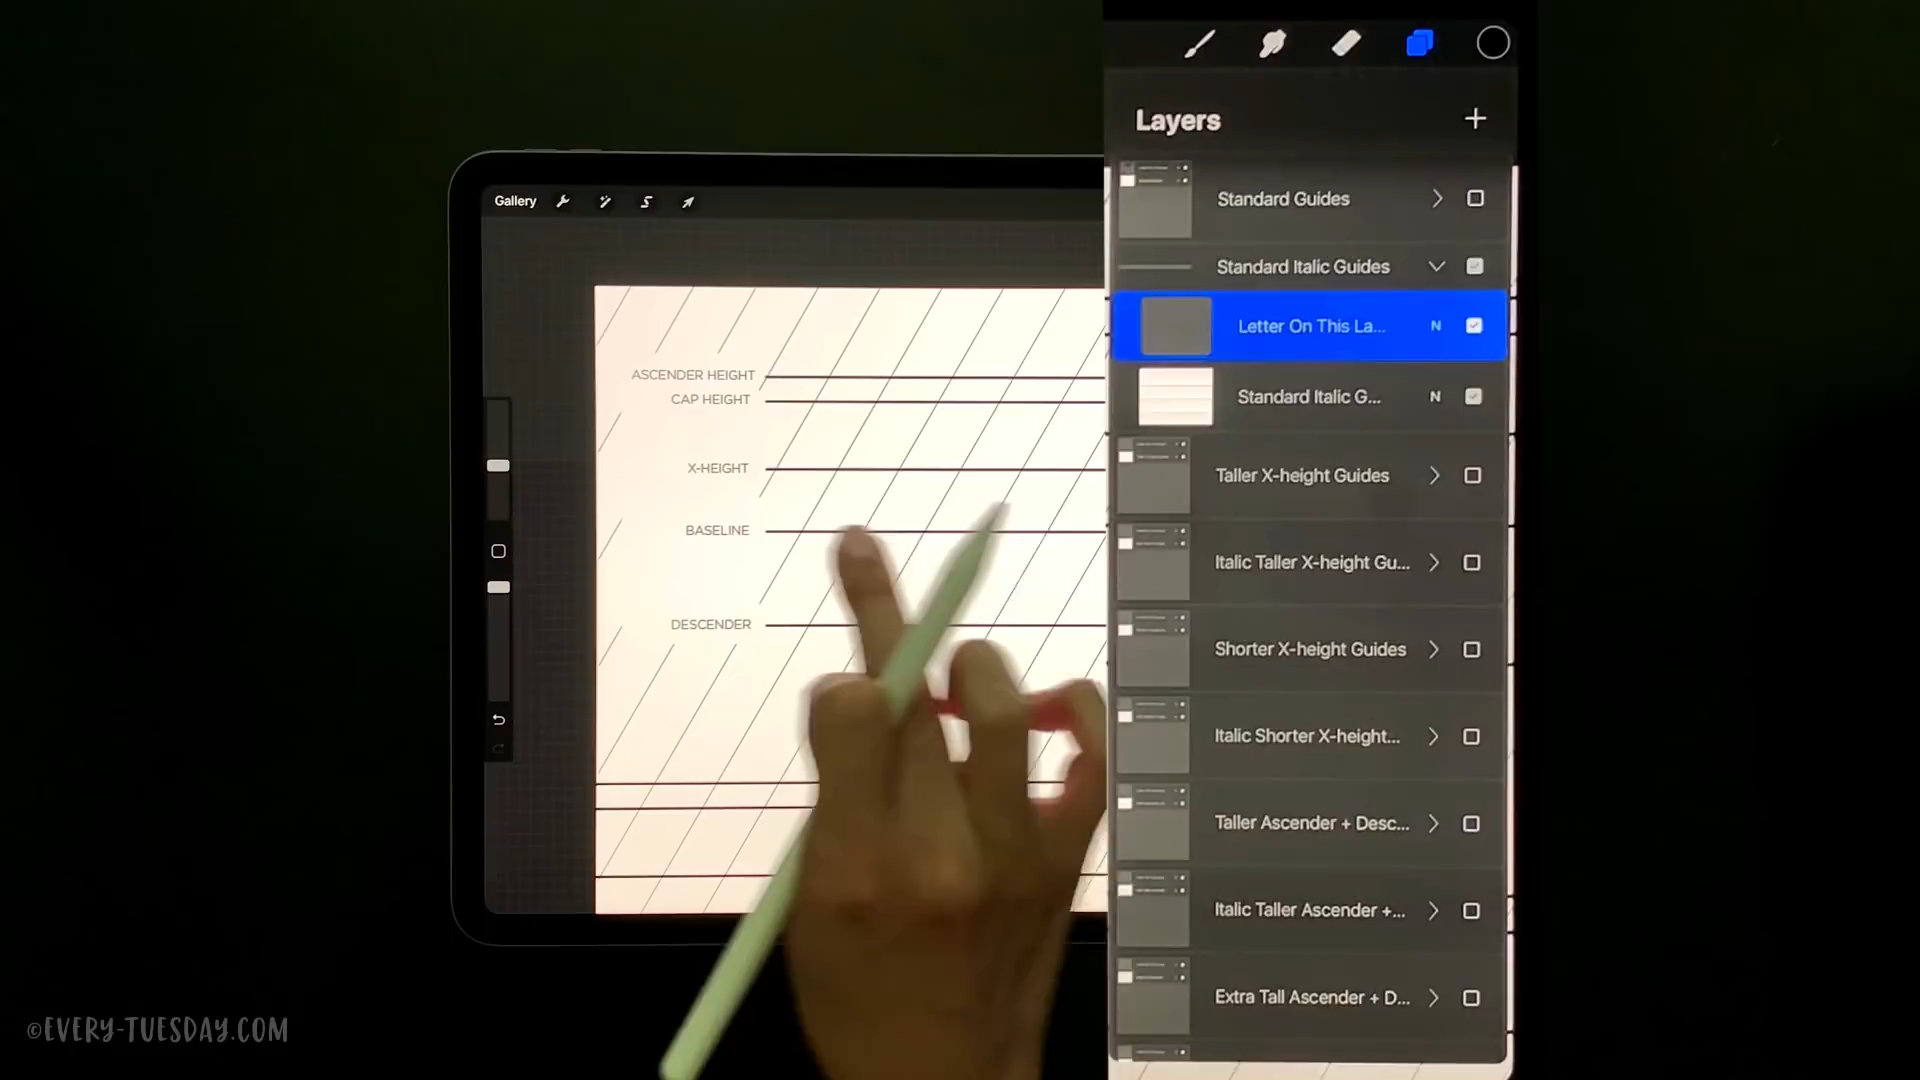 Gallery
ASCENDER HEIGHT
CAP HEIGHT
X-HEIGHT
BASELINE
DESCENDER
Layers
Standard Guides
Standard Italic Guides
Letter On This La... N
Standard Italic G... N
Taller X-height Guides
Italic Taller X-height Gu...
Shorter X-height Guides
Italic Shorter X-height...
Taller Ascender + Desc...
Italic Taller Ascender +...
Extra Tall Ascender + D...
©EVERY-TUESDAY.COM